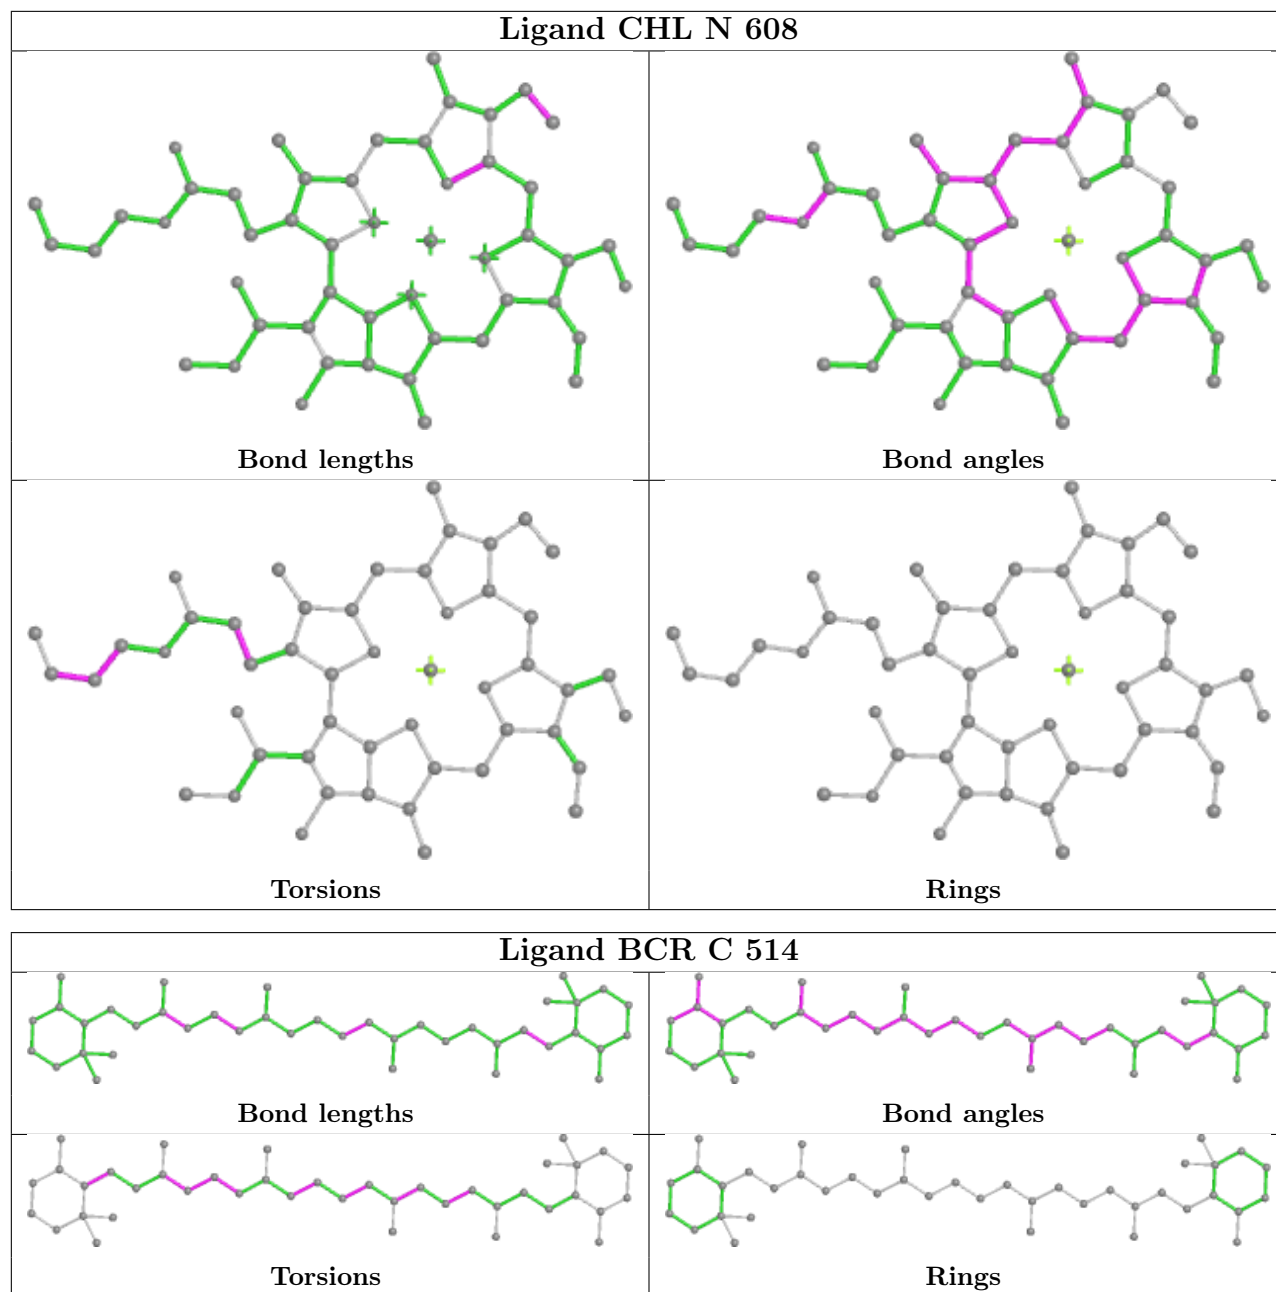 Ligand CHL N 608
Bond lengths
Bond angles
Torsions
Rings
Ligand BCR C 514
Bond lengths
Bond angles
Torsions
Rings